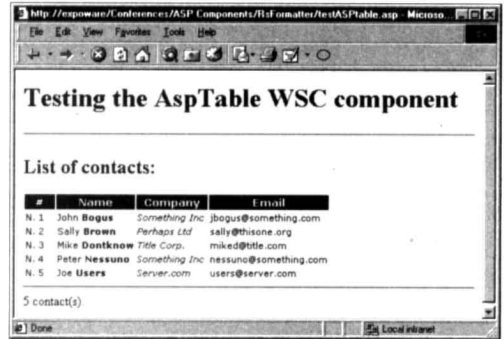 http://expoware/Conferences/ASP Components/RsFormatter/testASPtable.asp - Microso...
File Edit View Favorites Tools Help
Testing the AspTable WSC component
List of contacts:
# Name Company Email
N. 1 John Bogus Something Inc jbogus@something.com
N. 2 Sally Brown Perhaps Ltd sally@thisone.org
N. 3 Mike Dontknow Title Corp. miked@title.com
N. 4 Peter Nessuno Something Inc nessuno@something.com
N. 5 Joe Users Server.com users@server.com
5 contact(s)
Done Local intranet